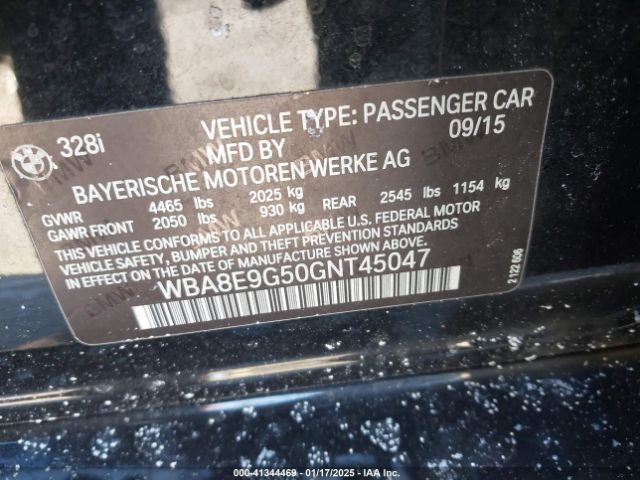 328i VEHICLE TYPE: PASSENGER CAR
MFD BY 09/15
BAYERISCHE MOTOREN WERKE AG
GVWR 4465 lbs 2025 kg
GAWR FRONT 2050 lbs 930 kg REAR 2545 lbs 1154 kg
THIS VEHICLE CONFORMS TO ALL APPLICABLE U.S. FEDERAL MOTOR
VEHICLE SAFETY, BUMPER AND THEFT PREVENTION STANDARDS
IN EFFECT ON THE DATE OF MANUFACTURE SHOWN ABOVE.
WBA8E9G50GNT45047
2 122 606
000-41344469 - 01/17/2025 - IAA Inc.